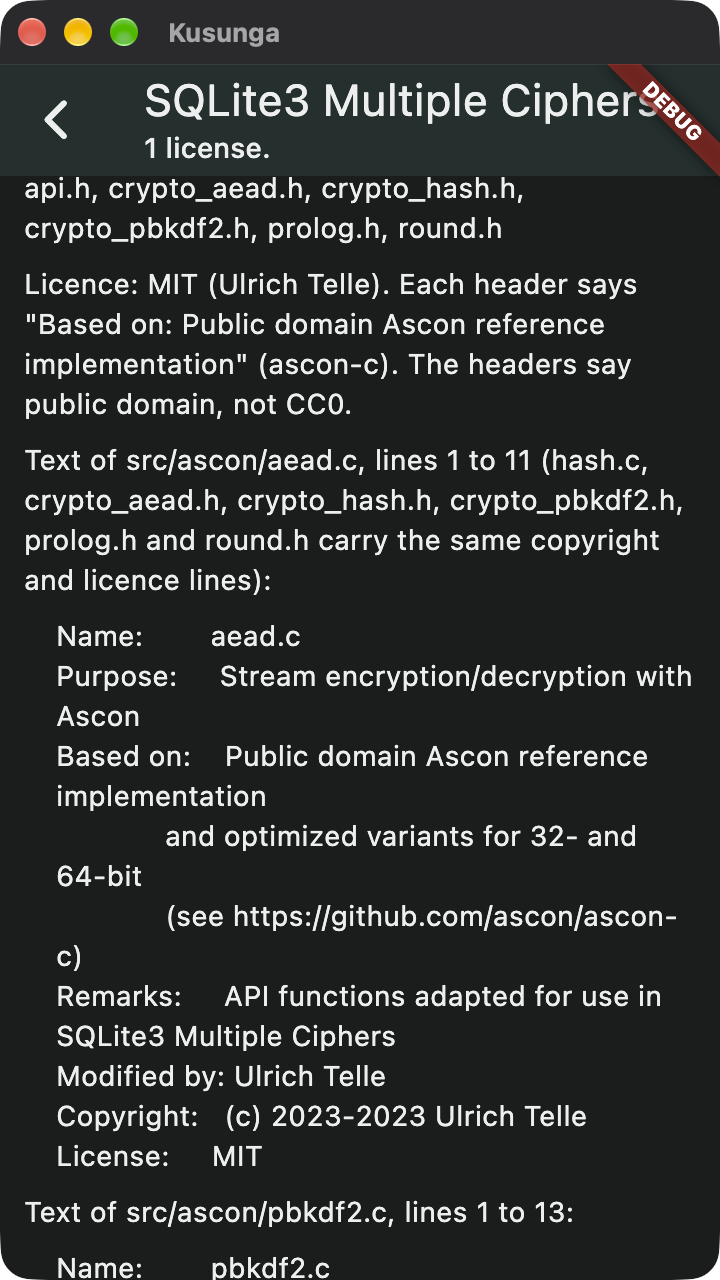 Kusunga
SQLite3 Multiple Ciphers
DEBUG
1 license.
api.h, crypto_aead.h, crypto_hash.h,
crypto_pbkdf2.h, prolog.h, round.h
Licence: MIT (Ulrich Telle). Each header says
"Based on: Public domain Ascon reference
implementation" (ascon-c). The headers say
public domain, not CC0.
Text of src/ascon/aead.c, lines 1 to 11 (hash.c,
crypto_aead.h, crypto_hash.h, crypto_pbkdf2.h,
prolog.h and round.h carry the same copyright
and licence lines):
Name: aead.c
Purpose: Stream encryption/decryption with
Ascon
Based on: Public domain Ascon reference
implementation
and optimized variants for 32- and
64-bit
(see https://github.com/ascon/ascon-
c)
Remarks: API functions adapted for use in
SQLite3 Multiple Ciphers
Modified by: Ulrich Telle
Copyright: (c) 2023-2023 Ulrich Telle
License: MIT
Text of src/ascon/pbkdf2.c, lines 1 to 13:
Name: pbkdf2.c